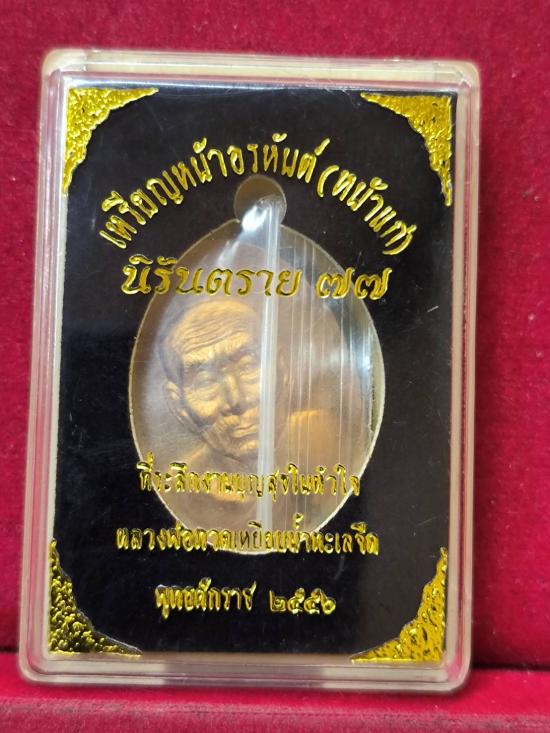 เหรียญหน้าอรหันต์ (หน้าแก่)
นิรันตราย ๗๗
ที่ระลึกงานบุญสุขในหัวใจ
หลวงพ่อทวดเหยียบน้ำทะเลจืด
พุทธศักราช ๒๕๕๖